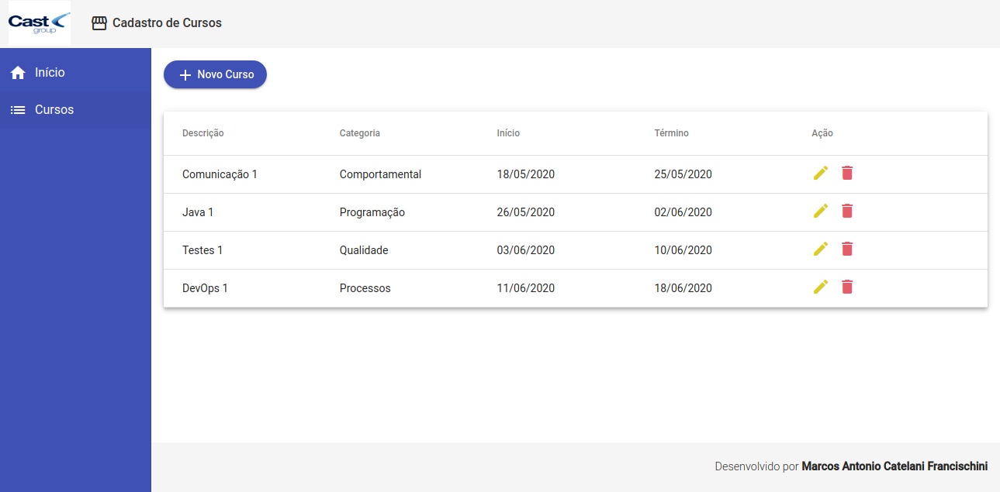 Cast
group
Cadastro de Cursos
Início
Cursos
Novo Curso
Descrição Categoria Início Término Ação
Comunicação 1 Comportamental 18/05/2020 25/05/2020
Java 1 Programação 26/05/2020 02/06/2020
Testes 1 Qualidade 03/06/2020 10/06/2020
DevOps 1 Processos 11/06/2020 18/06/2020
Desenvolvido por Marcos Antonio Catelani Francischini